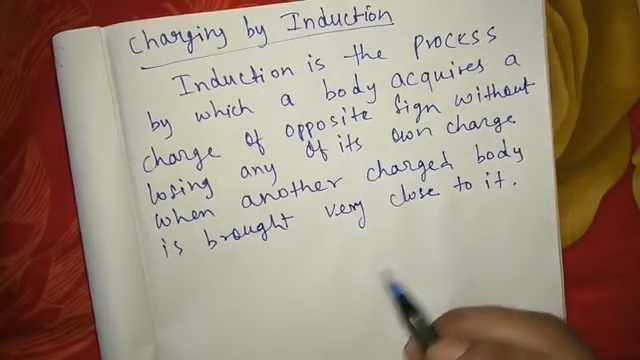 Charging by Induction
Induction is the process
by which a body acquires a
charge of opposite sign without
losing any of its own charge
when another charged body
is brought very close to it.